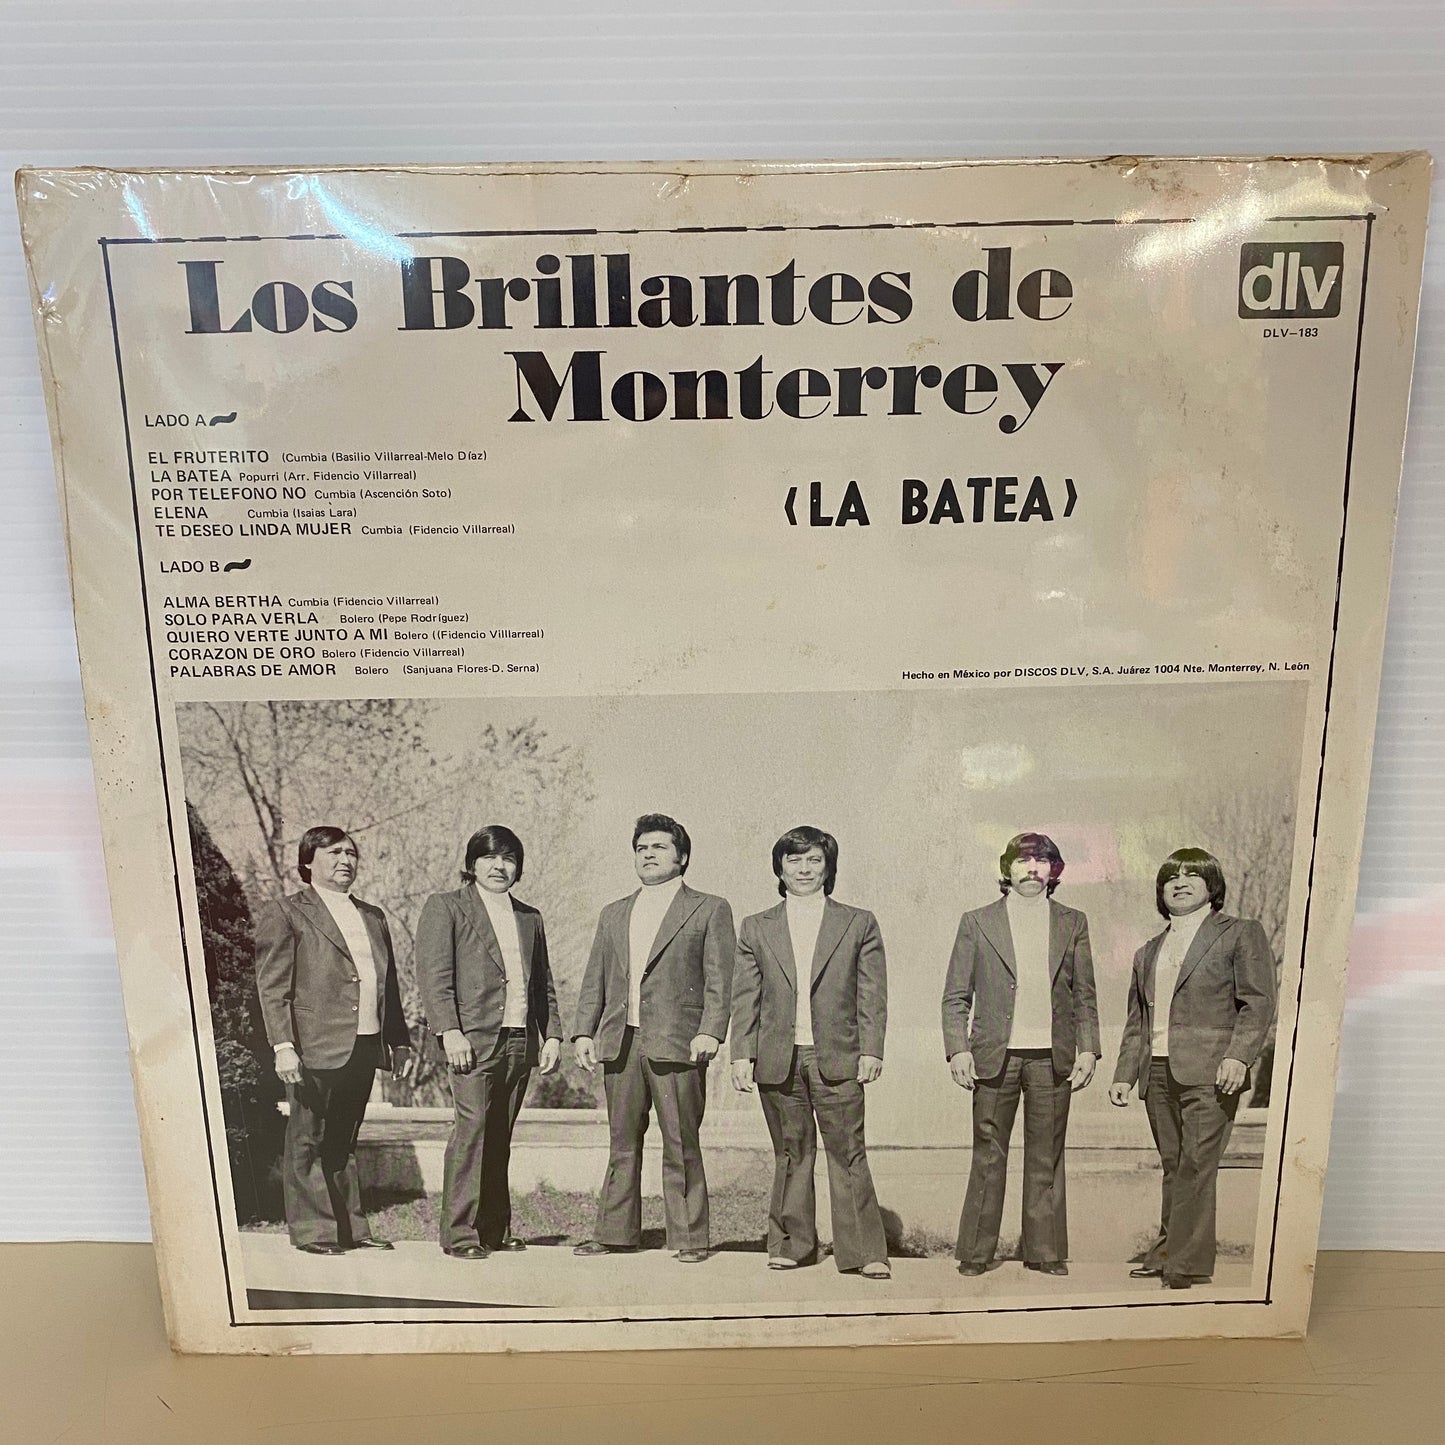 Los Brillantes de
Monterrey
dlv
DLV–183
⟨LA BATEA⟩
LADO A
EL FRUTERITO (Cumbia (Basilio Villarreal-Melo Díaz)
LA BATEA Popurri (Arr. Fidencio Villarreal)
POR TELEFONO NO Cumbia (Ascención Soto)
ELENA Cumbia (Isaias Lara)
TE DESEO LINDA MUJER Cumbia (Fidencio Villarreal)
LADO B
ALMA BERTHA Cumbia (Fidencio Villarreal)
SOLO PARA VERLA Bolero (Pepe Rodríguez)
QUIERO VERTE JUNTO A MI Bolero ((Fidencio Villlarreal)
CORAZON DE ORO Bolero (Fidencio Villarreal)
PALABRAS DE AMOR Bolero (Sanjuana Flores-D. Serna)
Hecho en México por DISCOS DLV, S.A. Juárez 1004 Nte. Monterrey, N. León